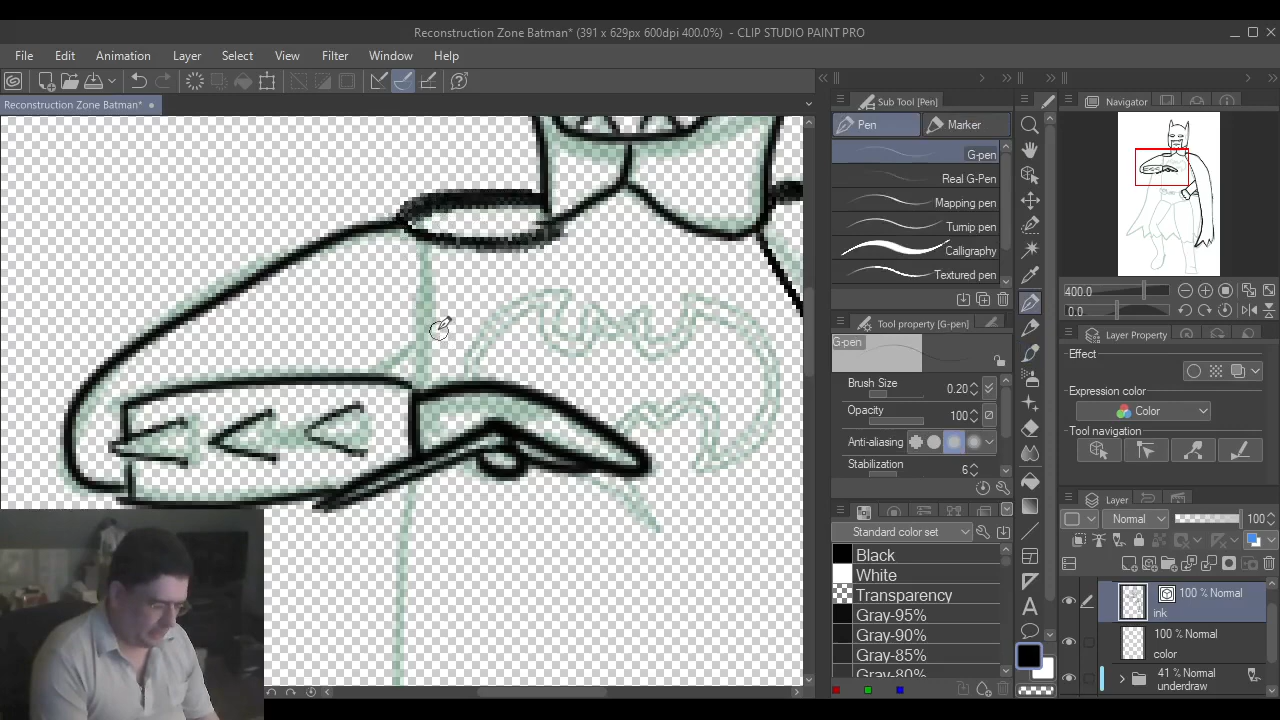 Reconstruction Zone Batman* (391 x 629px 600dpi 400.0%) - CLIP STUDIO PAINT PRO
File Edit Animation Layer Select View Filter Window Help
Reconstruction Zone Batman*
Sub Tool [Pen]
Pen
Marker
G-pen
Real G-Pen
Mapping pen
Turnip pen
Calligraphy
Textured pen
Tool property [G-pen]
G-pen
Brush Size 0.20
Opacity 100
Anti-aliasing
Stabilization 6
Standard color set
Black
White
Transparency
Gray-95%
Gray-90%
Gray-85%
Gray-80%
Navigator
400.0
0.0
Layer Property
Effect
Expression color
Color
Tool navigation
Layer
Normal 100
100 % Normal
ink
100 % Normal
color
41 % Normal
underdraw